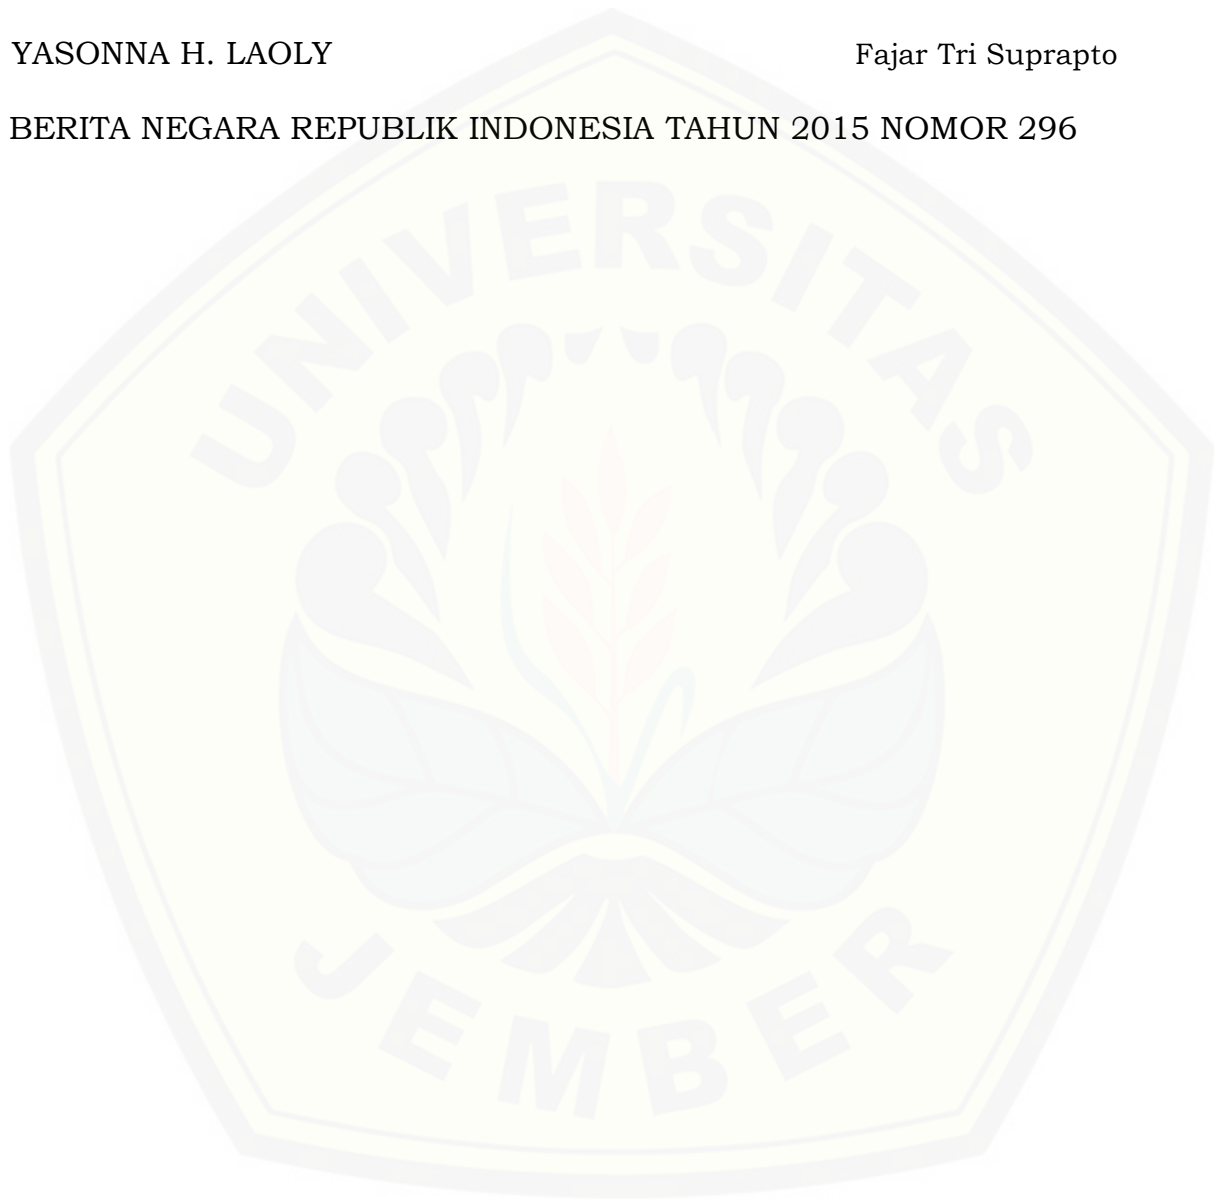 YASONNA H. LAOLY Fajar Tri Suprapto
BERITA NEGARA REPUBLIK INDONESIA TAHUN 2015 NOMOR 296
UNIVERSITAS
JEMBER